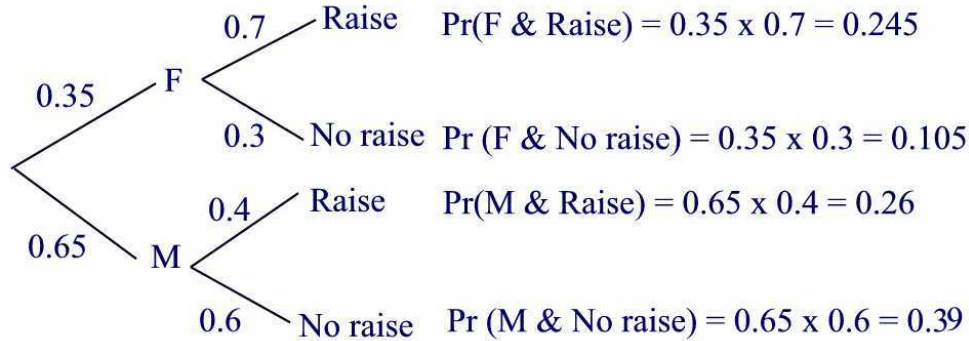 0.7 Raise Pr(F & Raise) = 0.35 x 0.7 = 0.245
0.35 F
0.3 No raise Pr (F & No raise) = 0.35 x 0.3 = 0.105
0.4 Raise Pr(M & Raise) = 0.65 x 0.4 = 0.26
0.65 M
0.6 No raise Pr (M & No raise) = 0.65 x 0.6 = 0.39